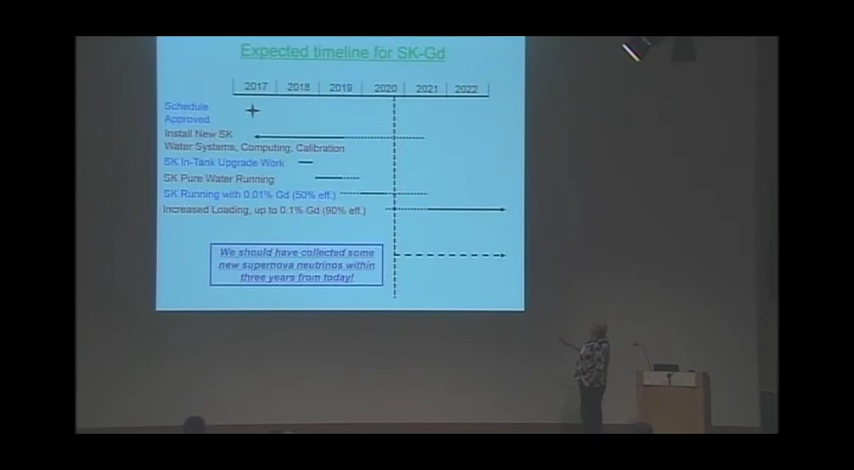 Expected timeline for SK-Gd
2017 2018 2019 2020 2021 2022
Schedule
Approved
Install New SK
Water Systems, Computing, Calibration
SK In-Tank Upgrade Work
SK Pure Water Running
SK Running with 0.01% Gd (50% eff.)
Increased Loading, up to 0.1% Gd (90% eff.)
We should have collected some
new supernova neutrinos within
three years from today!